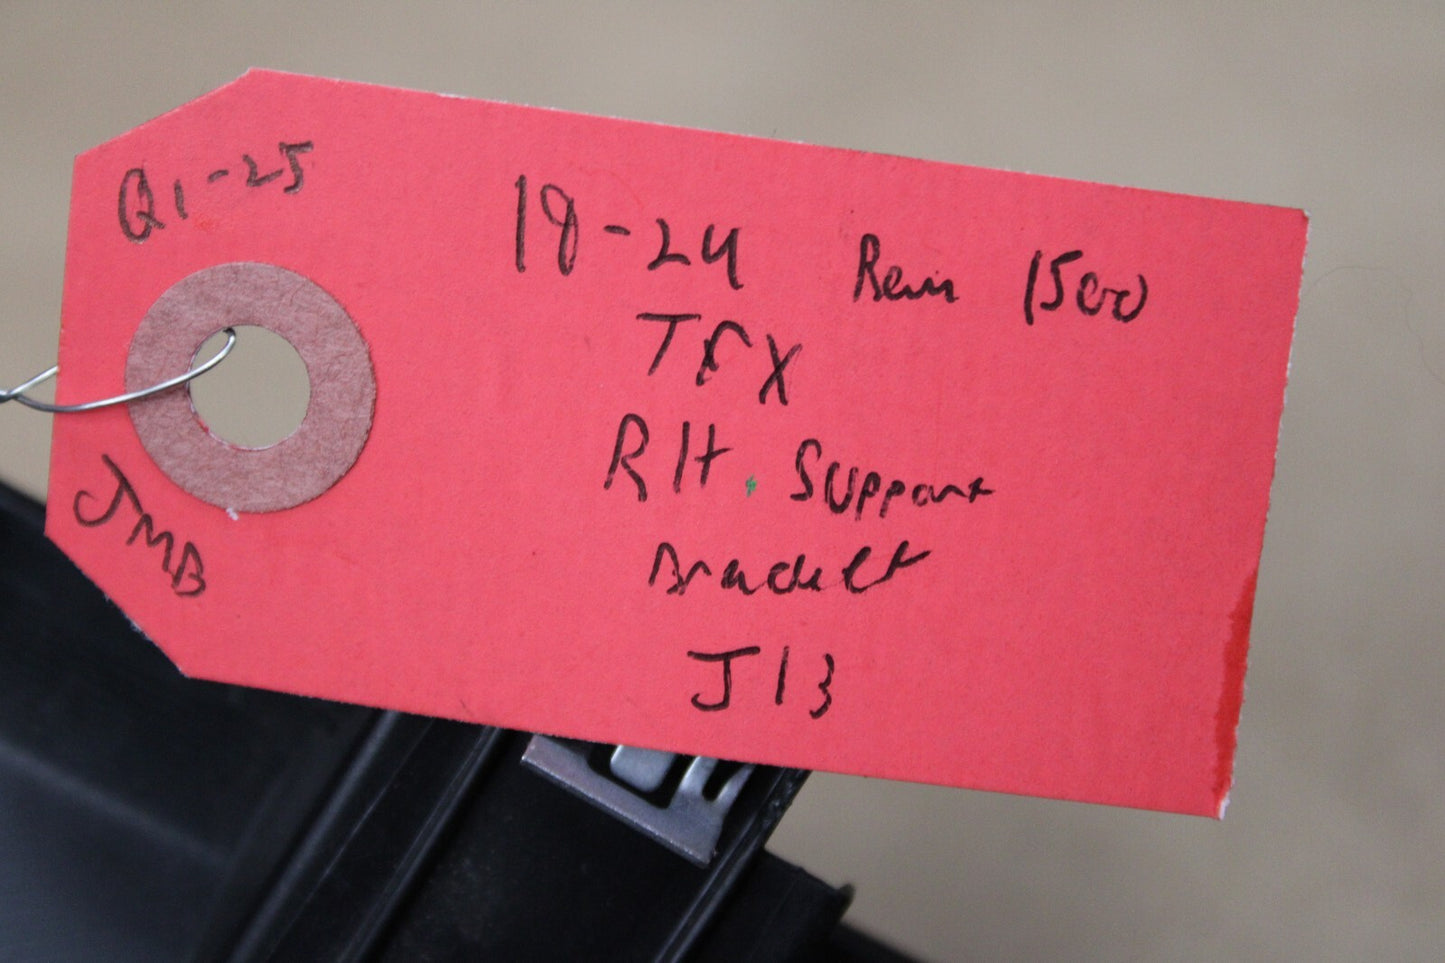 Q1-25
19-24 Ram 1500
TRX
RH. Support
Bracket
J13
JMB